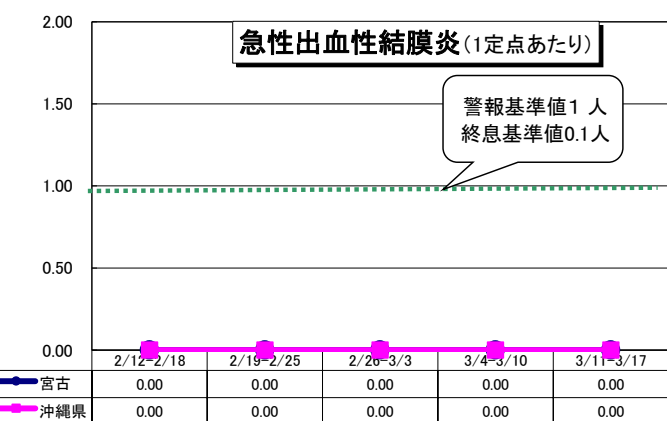 2.00
急性出血性結膜炎(1定点あたり)
1.50
警報基準値1 人
終息基準値0.1人
1.00
0.50
0.00
2/12-2/18 2/19-2/25 2/26-3/3 3/4-3/10 3/11-3/17
宮古 0.00 0.00 0.00 0.00 0.00
沖縄県 0.00 0.00 0.00 0.00 0.00